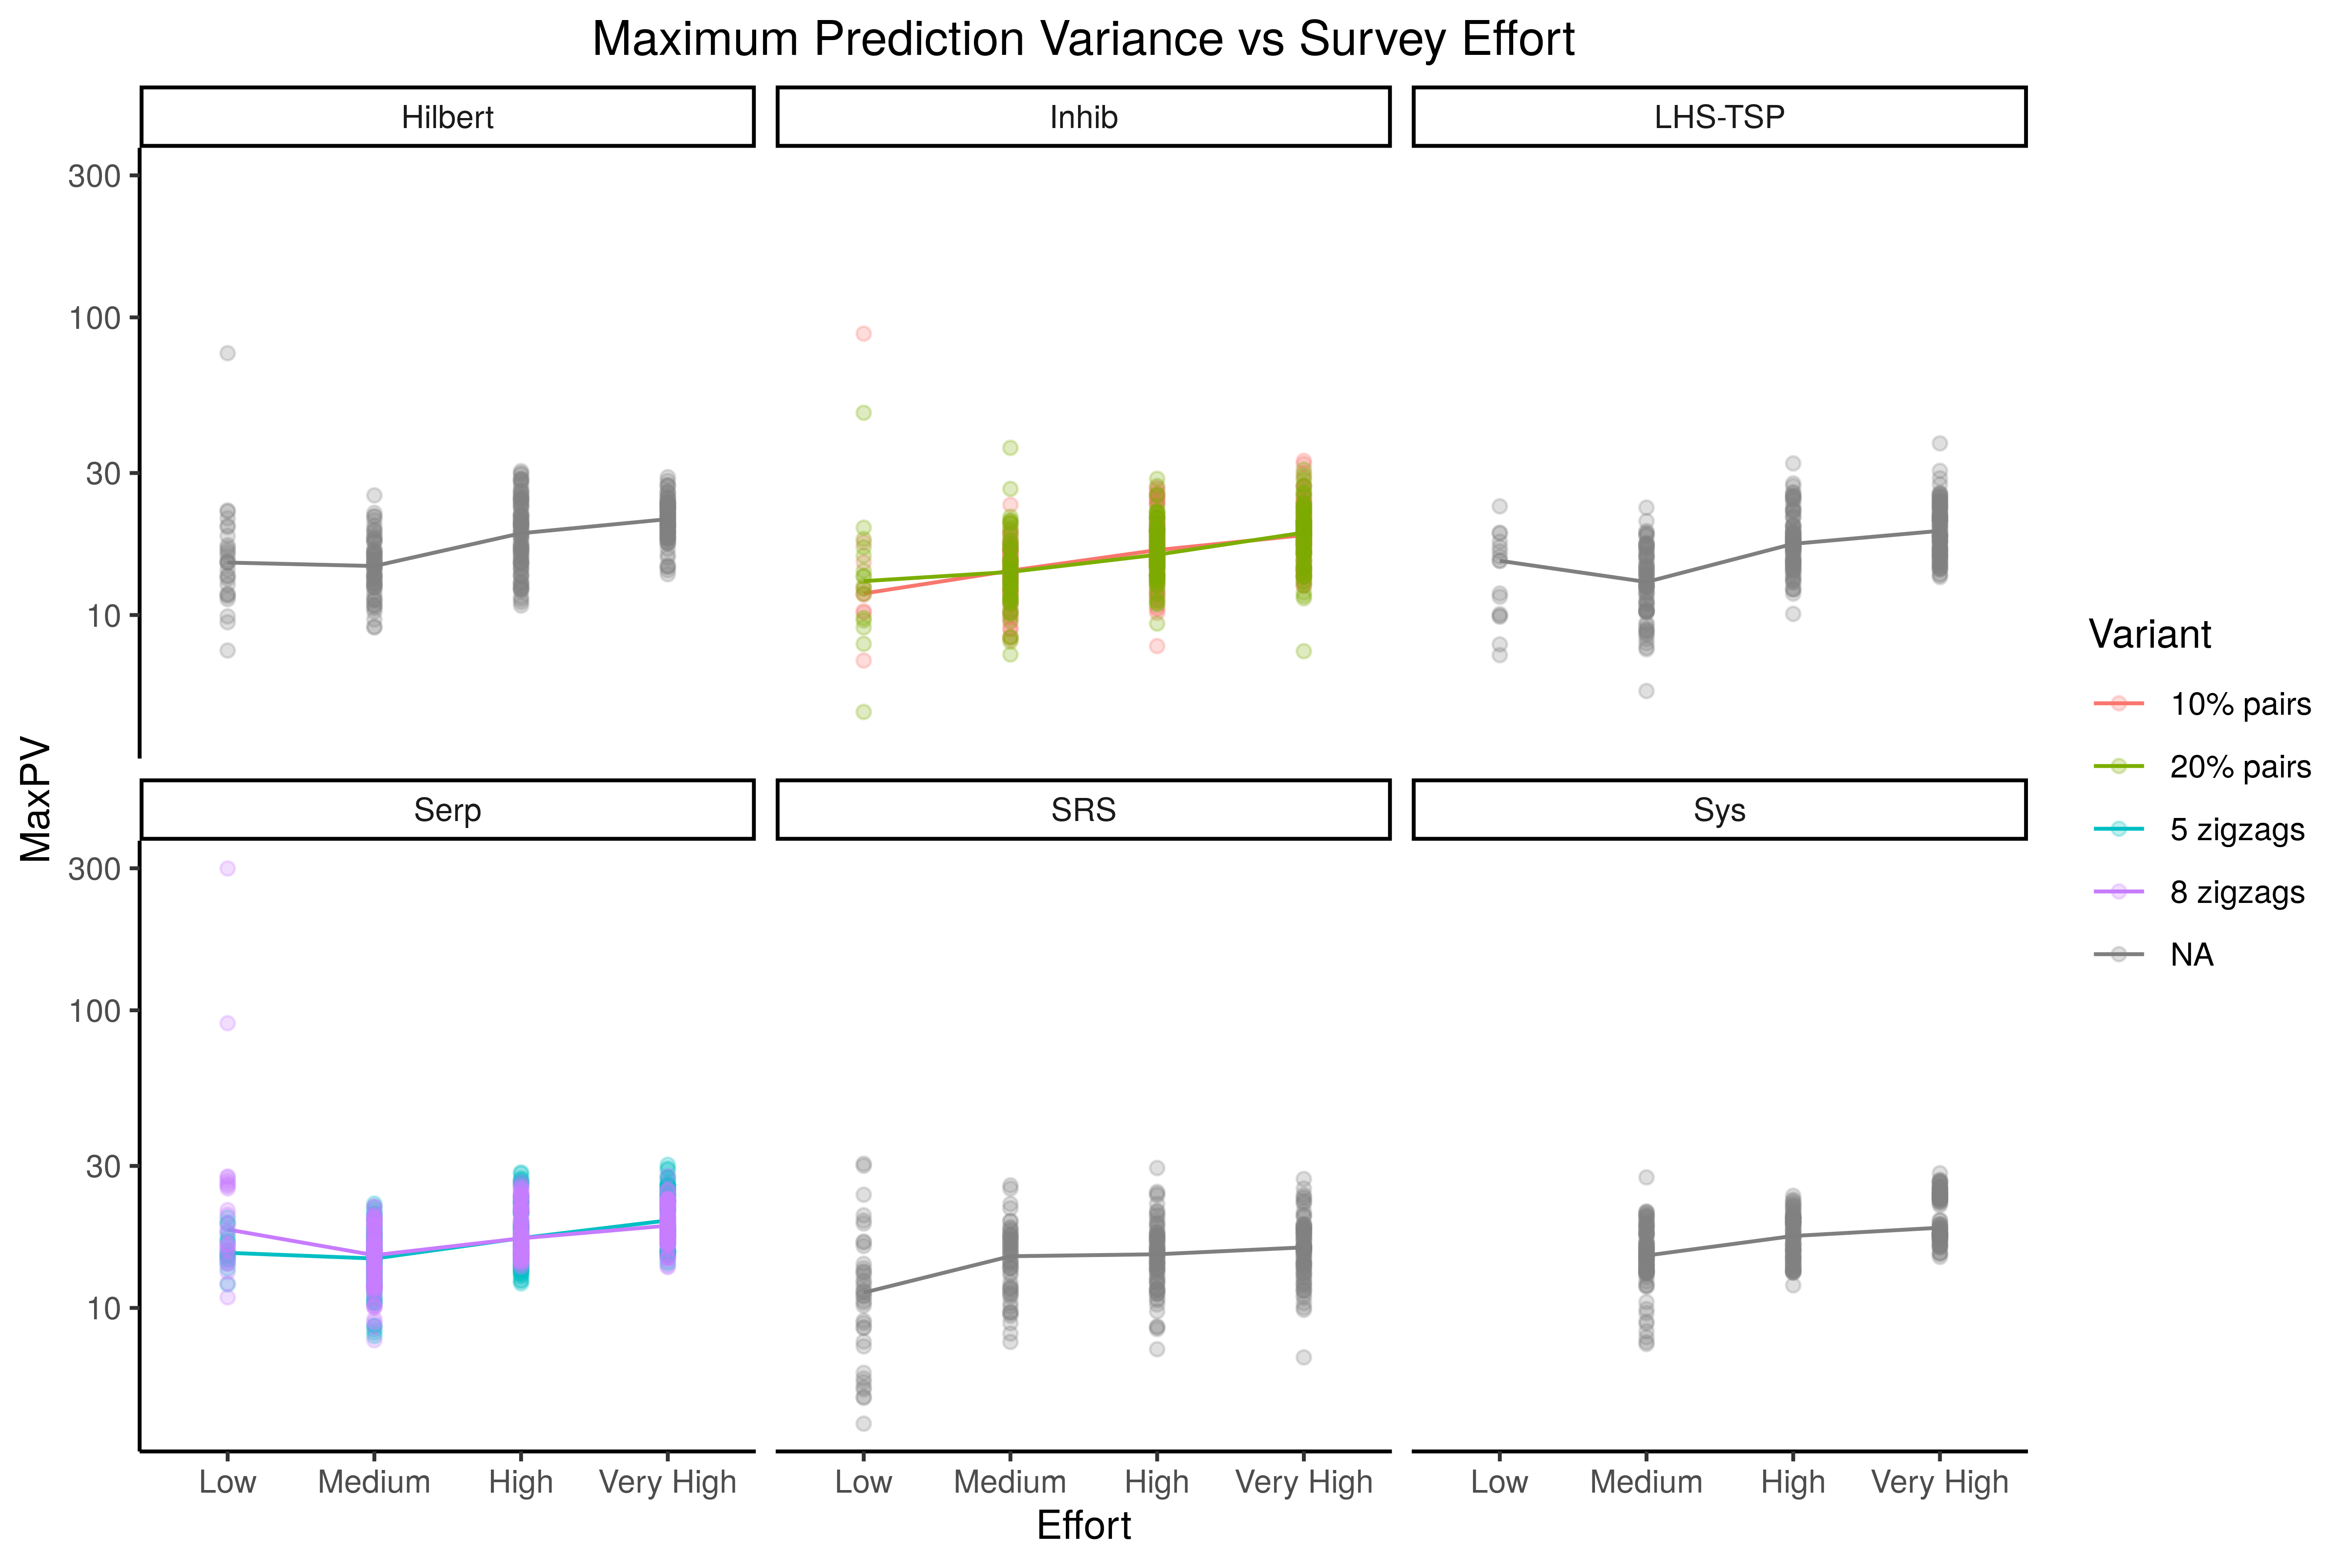 Maximum Prediction Variance vs Survey Effort
Hilbert
Inhib
LHS-TSP
300
100
30
10
Serp
SRS
Sys
300
100
30
10
MaxPV
Low Medium High Very High
Low Medium High Very High
Low Medium High Very High
Effort
Variant
10% pairs
20% pairs
5 zigzags
8 zigzags
NA